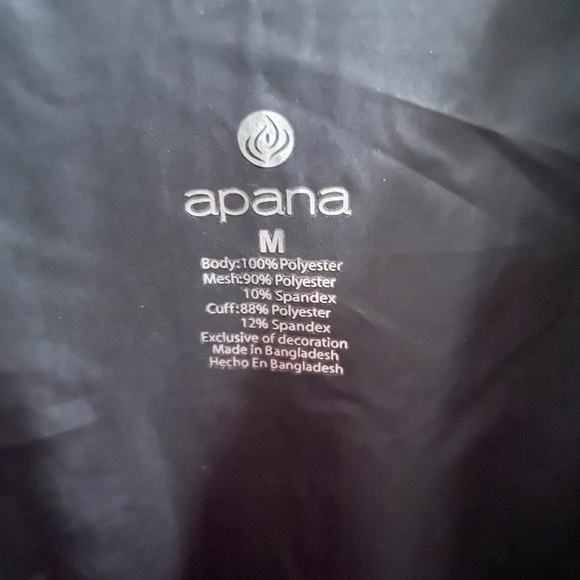 apana
M
Body:100% Polyester
Mesh:90% Polyester
10% Spandex
Cuff:88% Polyester
12% Spandex
Exclusive of decoration
Made in Bangladesh
Hecho En Bangladesh